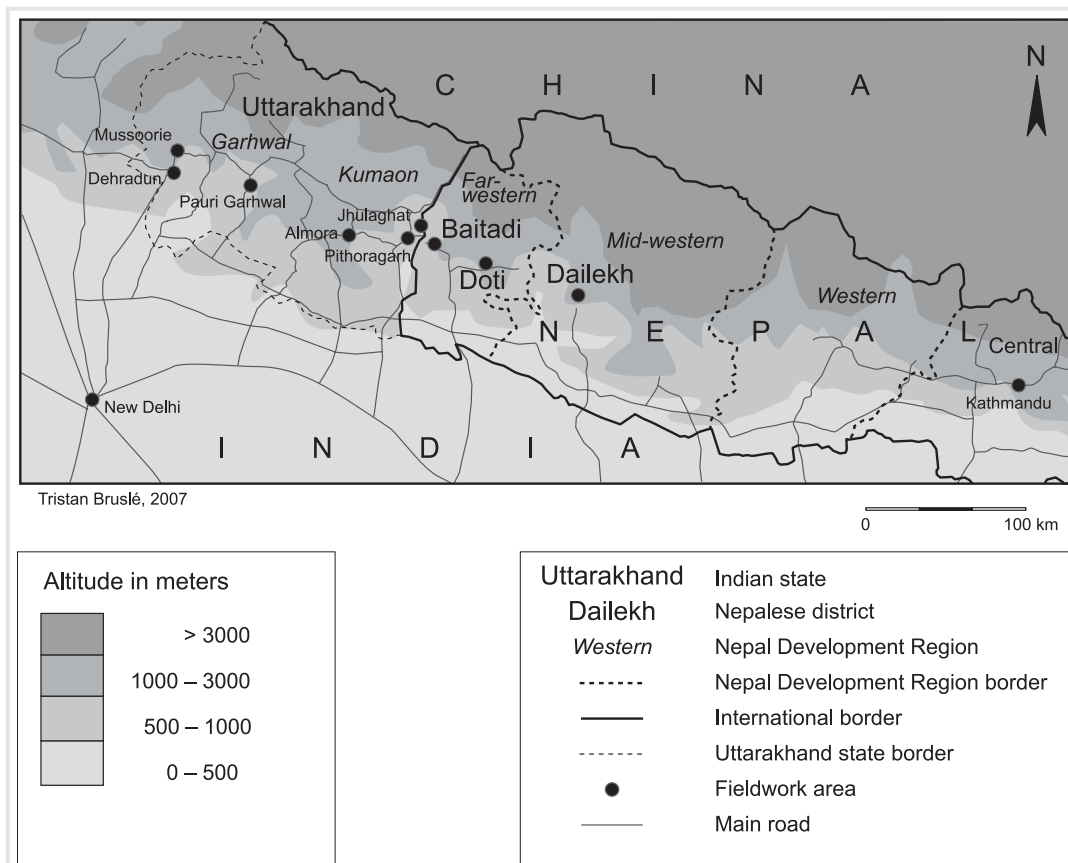 C H I N A
N
Uttarakhand
Mussoorie
Garhwal
Dehradun
Kumaon
Far-
western
Pauri Garhwal
Jhulaghat
Baitadi
Almora
Pithoragarh
Mid-western
Doti
Dailekh
Western
N E P A L
Central
Kathmandu
New Delhi
I N D I A
Tristan Bruslé, 2007
0 100 km
Altitude in meters
> 3000
1000 – 3000
500 – 1000
0 – 500
Uttarakhand Indian state
Dailekh Nepalese district
Western Nepal Development Region
Nepal Development Region border
International border
Uttarakhand state border
Fieldwork area
Main road